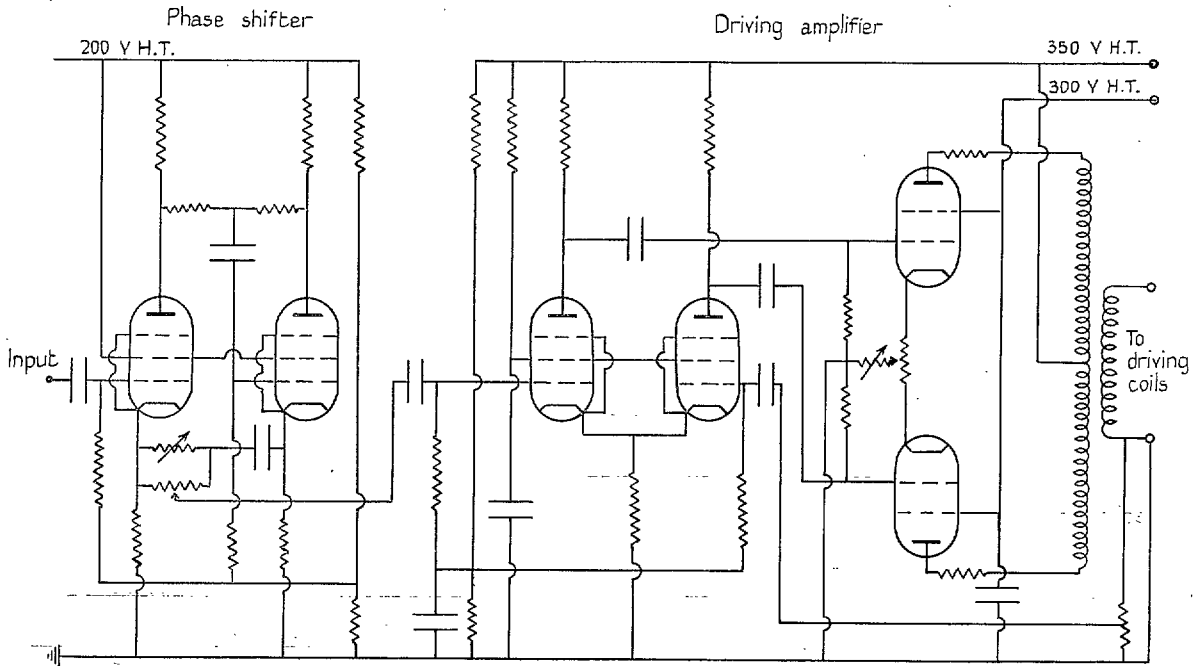 Phase shifter
Driving amplifier
200 V H.T.
350 V H.T.
300 V H.T.
Input
To
driving
coils